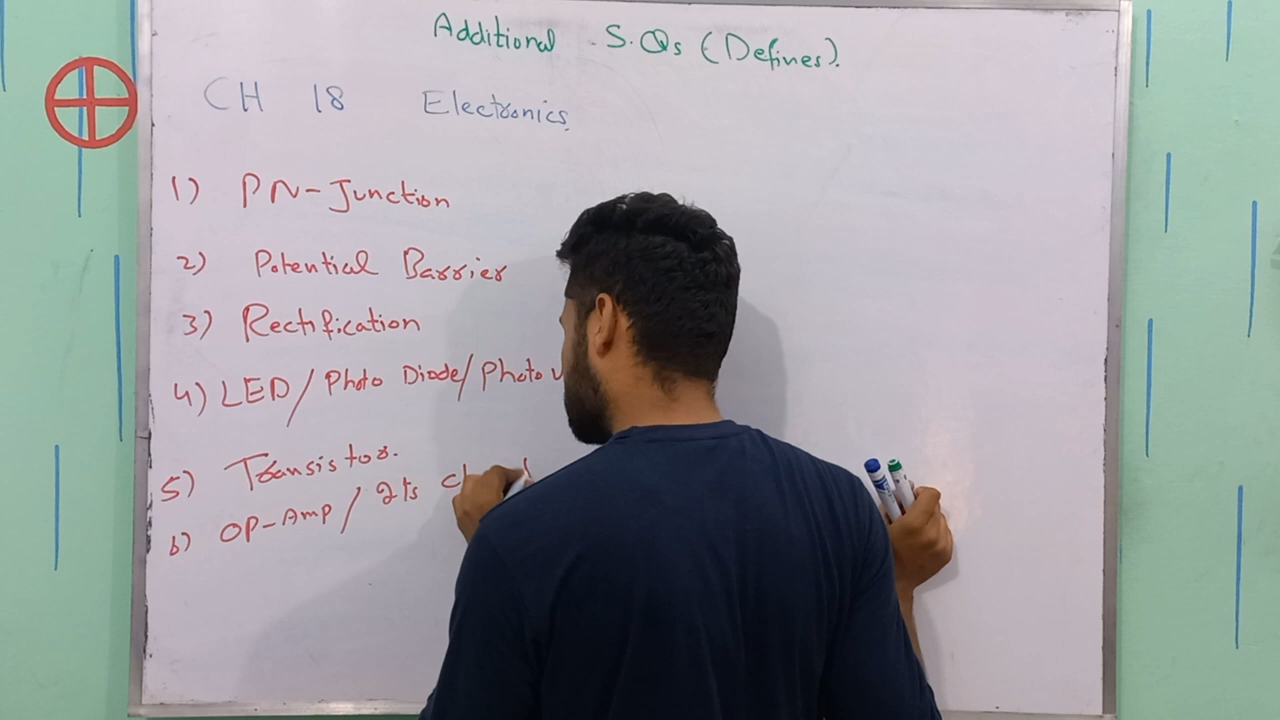 Additional S.Qs (Defines).
CH 18 Electronics
1) PN-Junction
2) Potential Barrier
3) Rectification
4) LED/Photo Diode/Photo
5) Transistor.
6) OP-Amp/Its